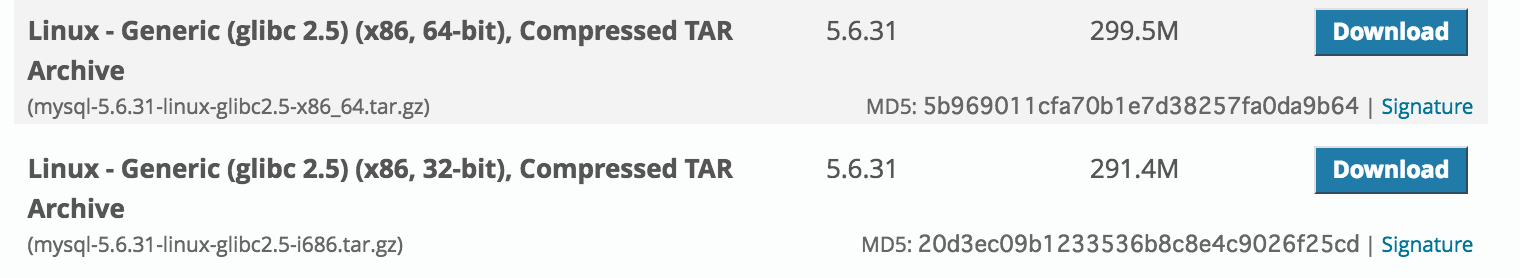 Linux - Generic (glibc 2.5) (x86, 64-bit), Compressed TAR 5.6.31 299.5M Download
Archive
(mysql-5.6.31-linux-glibc2.5-x86_64.tar.gz) MD5: 5b969011cfa70b1e7d38257fa0da9b64 | Signature
Linux - Generic (glibc 2.5) (x86, 32-bit), Compressed TAR 5.6.31 291.4M Download
Archive
(mysql-5.6.31-linux-glibc2.5-i686.tar.gz) MD5: 20d3ec09b1233536b8c8e4c9026f25cd | Signature